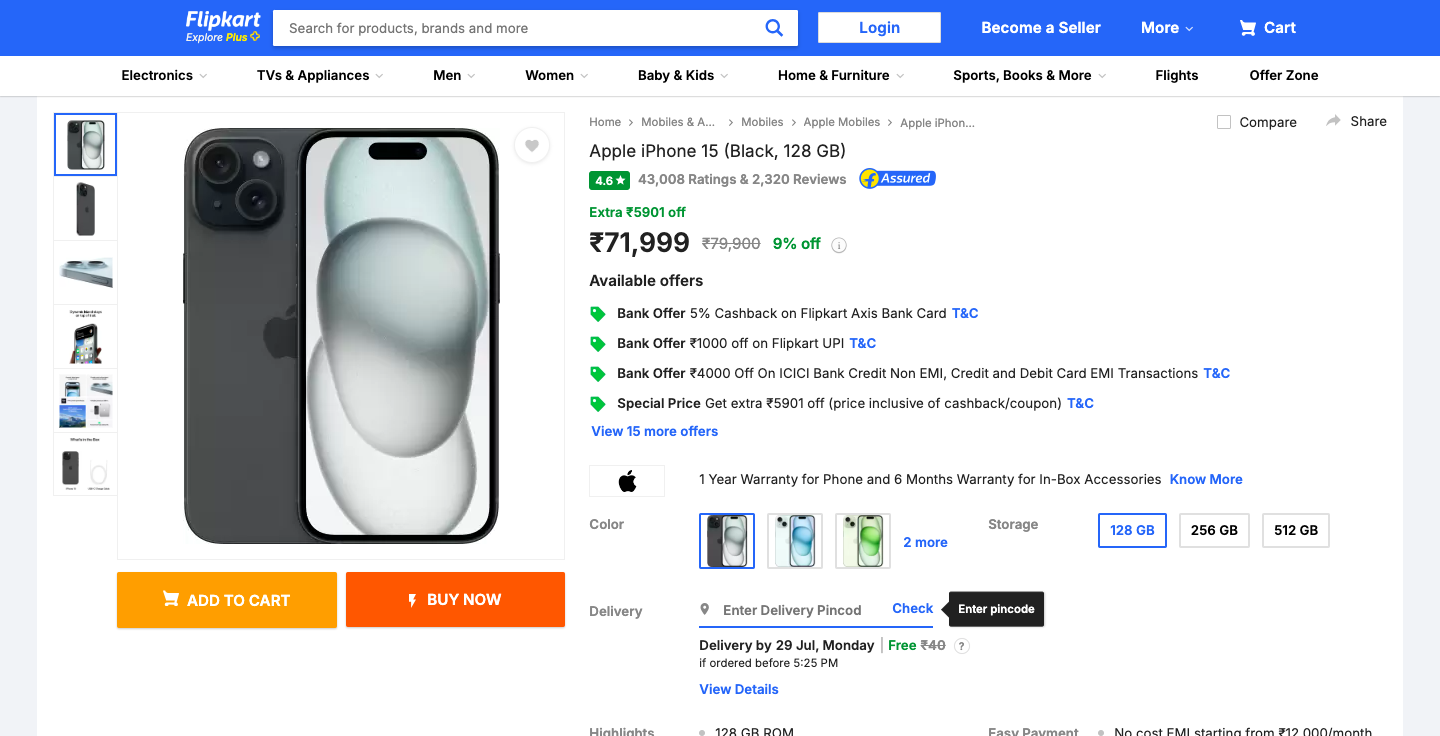 Flipkart
Explore Plus
Search for products, brands and more
Login
Become a Seller
More
Cart
Electronics
TVs & Appliances
Men
Women
Baby & Kids
Home & Furniture
Sports, Books & More
Flights
Offer Zone
Home
Mobiles & A...
Mobiles
Apple Mobiles
Apple iPhon...
Compare
Share
Apple iPhone 15 (Black, 128 GB)
4.6 ★ 43,008 Ratings & 2,320 Reviews
f Assured
Extra ₹5901 off
₹71,999 ₹79,900 9% off i
Available offers
Bank Offer 5% Cashback on Flipkart Axis Bank Card T&C
Bank Offer ₹1000 off on Flipkart UPI T&C
Bank Offer ₹4000 Off On ICICI Bank Credit Non EMI, Credit and Debit Card EMI Transactions T&C
Special Price Get extra ₹5901 off (price inclusive of cashback/coupon) T&C
View 15 more offers
1 Year Warranty for Phone and 6 Months Warranty for In-Box Accessories Know More
Color
2 more
Storage
128 GB
256 GB
512 GB
ADD TO CART
BUY NOW
Delivery
Enter Delivery Pincod
Check
Enter pincode
Delivery by 29 Jul, Monday | Free ₹40 ?
if ordered before 5:25 PM
View Details
Highlights
128 GB ROM
Easy Payment
No cost EMI starting from ₹12,000/month